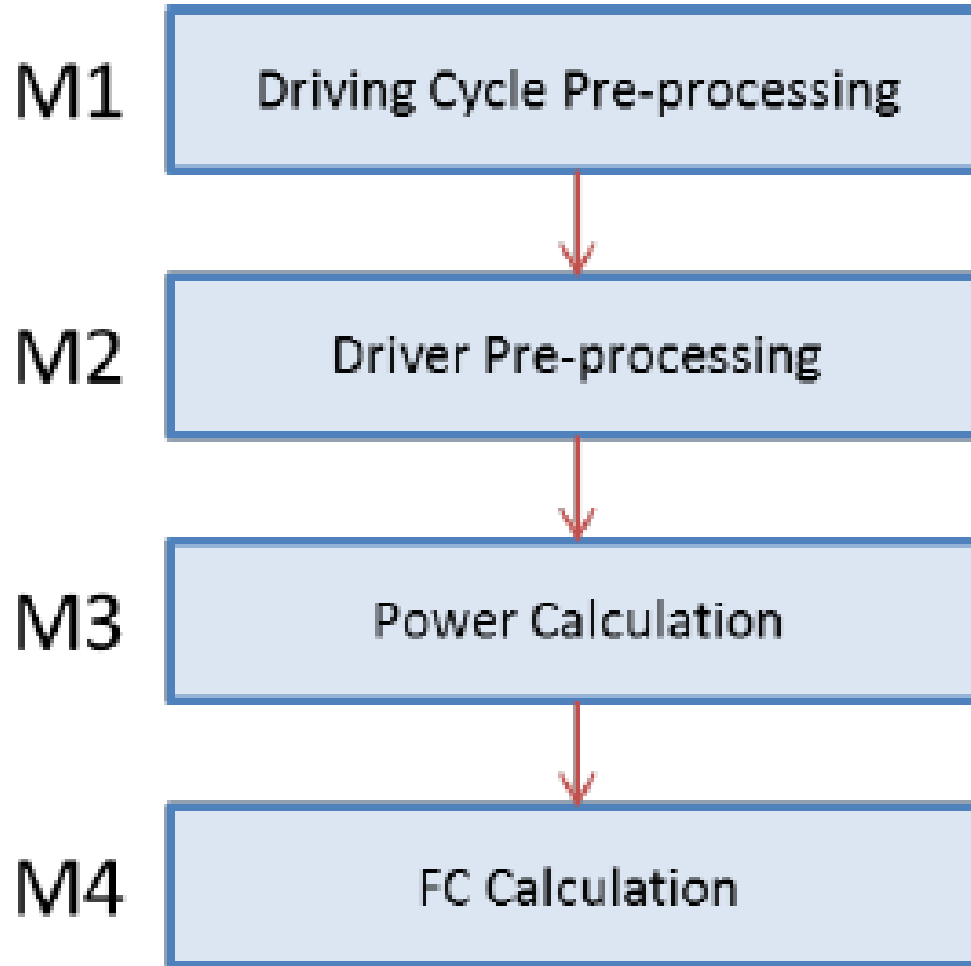 M1 Driving Cycle Pre-processing
M2 Driver Pre-processing
M3 Power Calculation
M4 FC Calculation